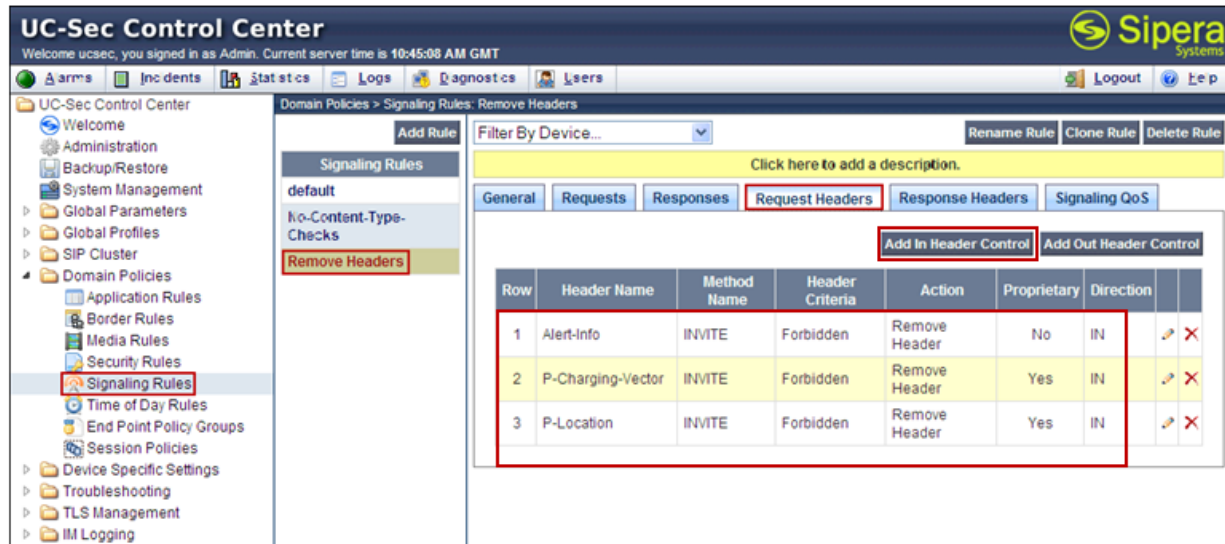 UC-Sec Control Center
Sipera
Systems
Welcome ucsec, you signed in as Admin. Current server time is 10:45:08 AM GMT
Alarms Incidents Statistics Logs Diagnostics Users Logout Help
UC-Sec Control Center
Welcome
Administration
Backup/Restore
System Management
Global Parameters
Global Profiles
SIP Cluster
Domain Policies
Application Rules
Border Rules
Media Rules
Security Rules
Signaling Rules
Time of Day Rules
End Point Policy Groups
Session Policies
Device Specific Settings
Troubleshooting
TLS Management
IM Logging
Domain Policies > Signaling Rules: Remove Headers
Add Rule
Signaling Rules
default
No-Content-Type-
Checks
Remove Headers
Filter By Device...
Rename Rule Clone Rule Delete Rule
Click here to add a description.
General Requests Responses Request Headers Response Headers Signaling QoS
Add In Header Control Add Out Header Control
Row Header Name Method Name Header Criteria Action Proprietary Direction
1 Alert-Info INVITE Forbidden Remove Header No IN
2 P-Charging-Vector INVITE Forbidden Remove Header Yes IN
3 P-Location INVITE Forbidden Remove Header Yes IN